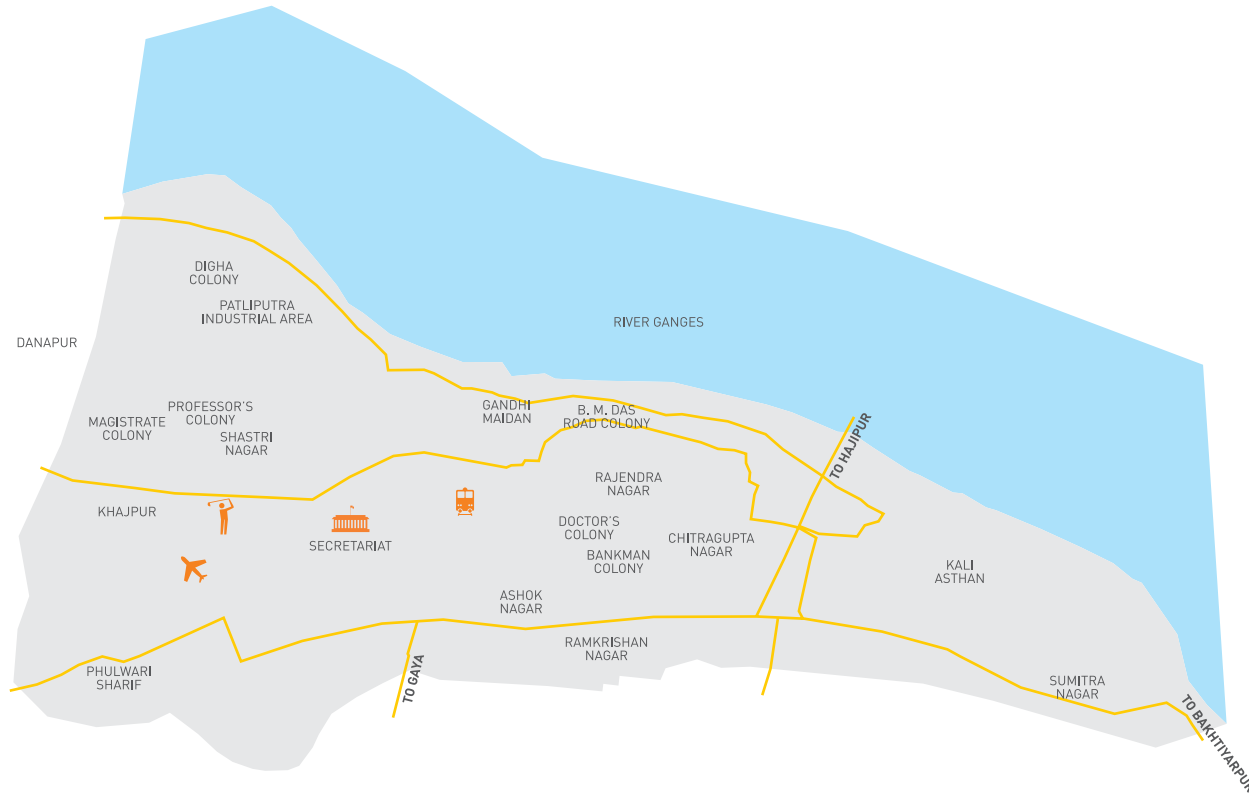 DIGHA
COLONY
PATLIPUTRA
INDUSTRIAL AREA
RIVER GANGES
DANAPUR
PROFESSOR'S
COLONY
MAGISTRATE
COLONY
SHASTRI
NAGAR
GANDHI
MAIDAN
B. M. DAS
ROAD COLONY
TO HAJIPUR
RAJENDRA
NAGAR
KHAJPUR
SECRETARIAT
DOCTOR'S
COLONY
CHITRAGUPTA
NAGAR
BANKMAN
COLONY
KALI
ASTHAN
ASHOK
NAGAR
RAMKRISHAN
NAGAR
PHULWARI
SHARIF
TO GAYA
SUMITRA
NAGAR
TO BAKHTIYARPUR